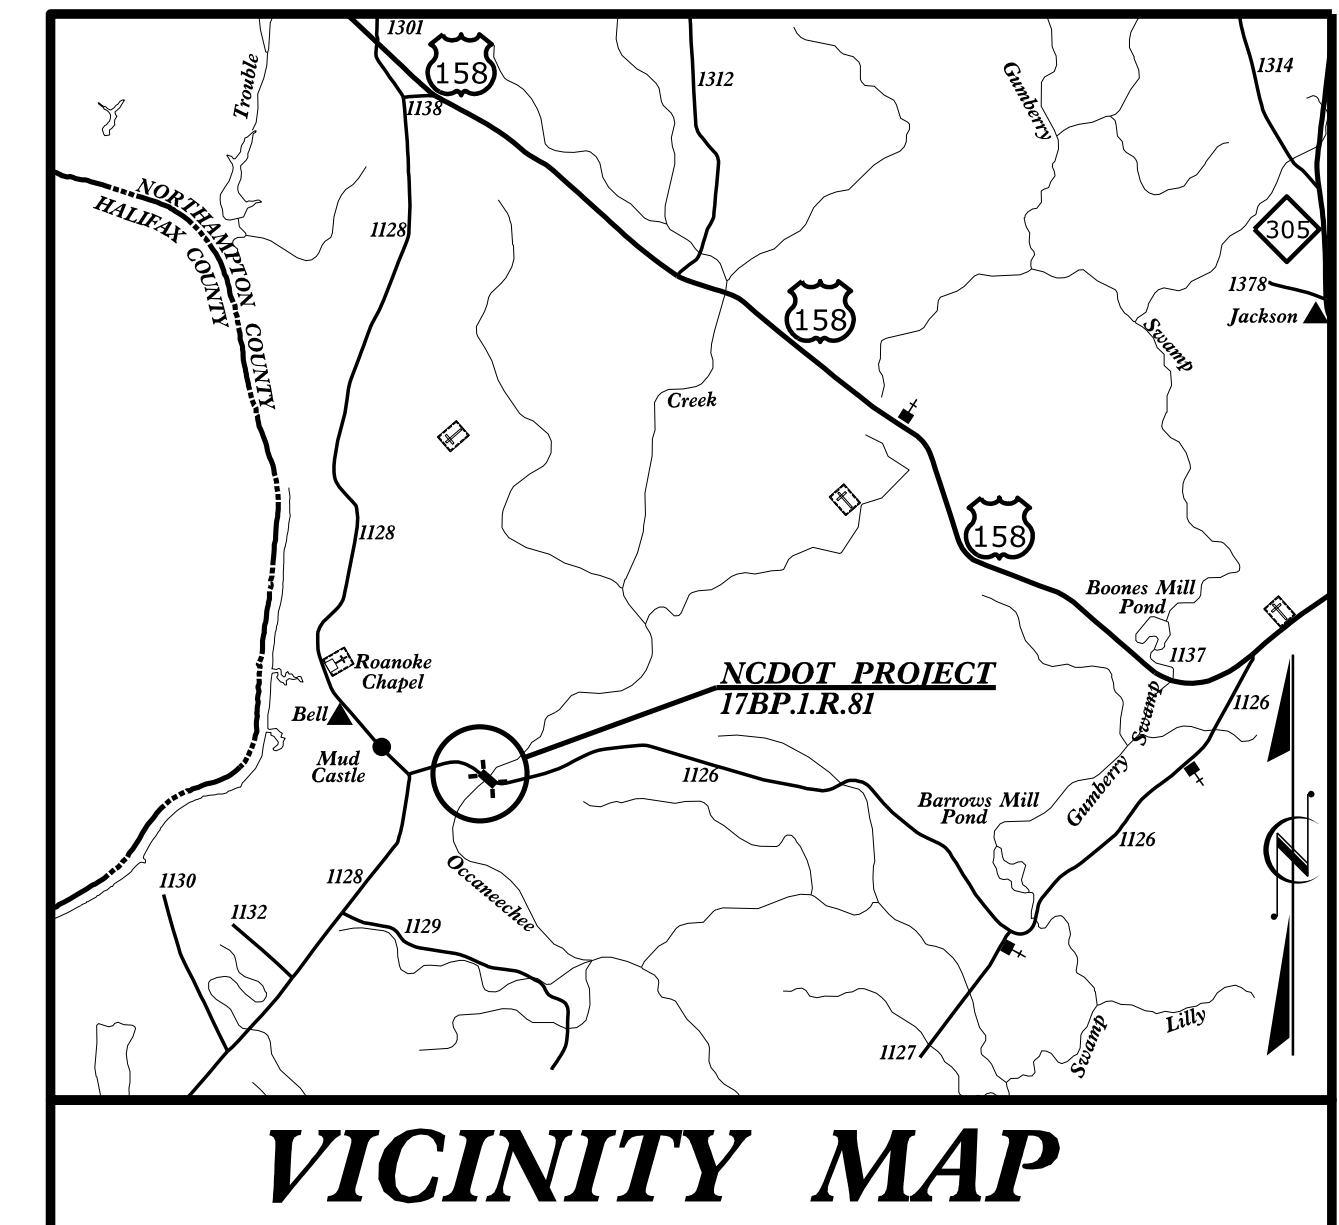 1301
158
Trouble
1138
1312
Gumberry
1314
NORTHAMPTON COUNTY
HALIFAX COUNTY
1128
305
1378
Jackson
158
Swamp
Creek
1128
158
Boones Mill
Pond
1137
Roanoke
Chapel
NCDOT PROJECT
17BP.1.R.81
Bell
Mud
Castle
1126
Swamp
1126
Gumberry
Barrows Mill
Pond
1126
1130
1128
Occaneechee
1132
1129
N
Lilly
Swamp
1127
VICINITY MAP